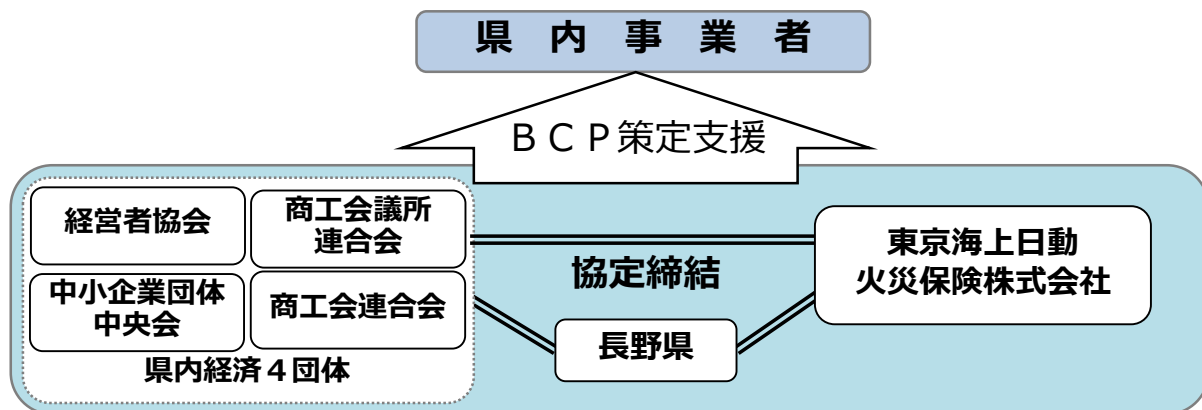 県内事業者
ＢＣＰ策定支援
経営者協会
商工会議所
連合会
中小企業団体
中央会
商工会連合会
県内経済４団体
協定締結
長野県
東京海上日動
火災保険株式会社